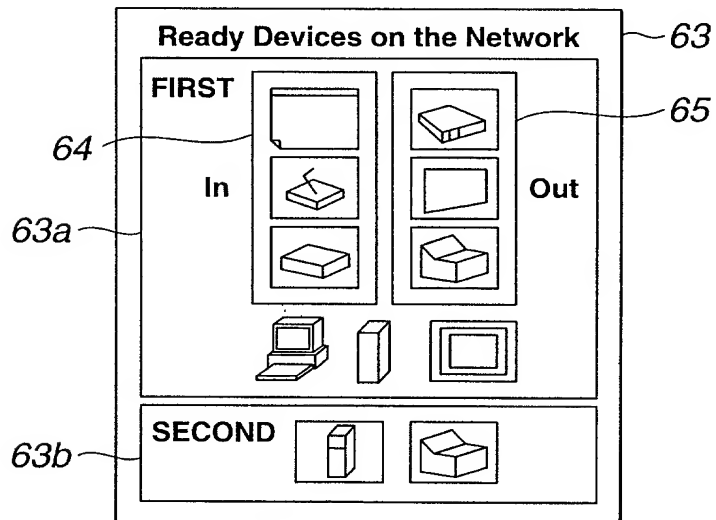 Ready Devices on the Network
63
FIRST
64
65
In
Out
63a
SECOND
63b